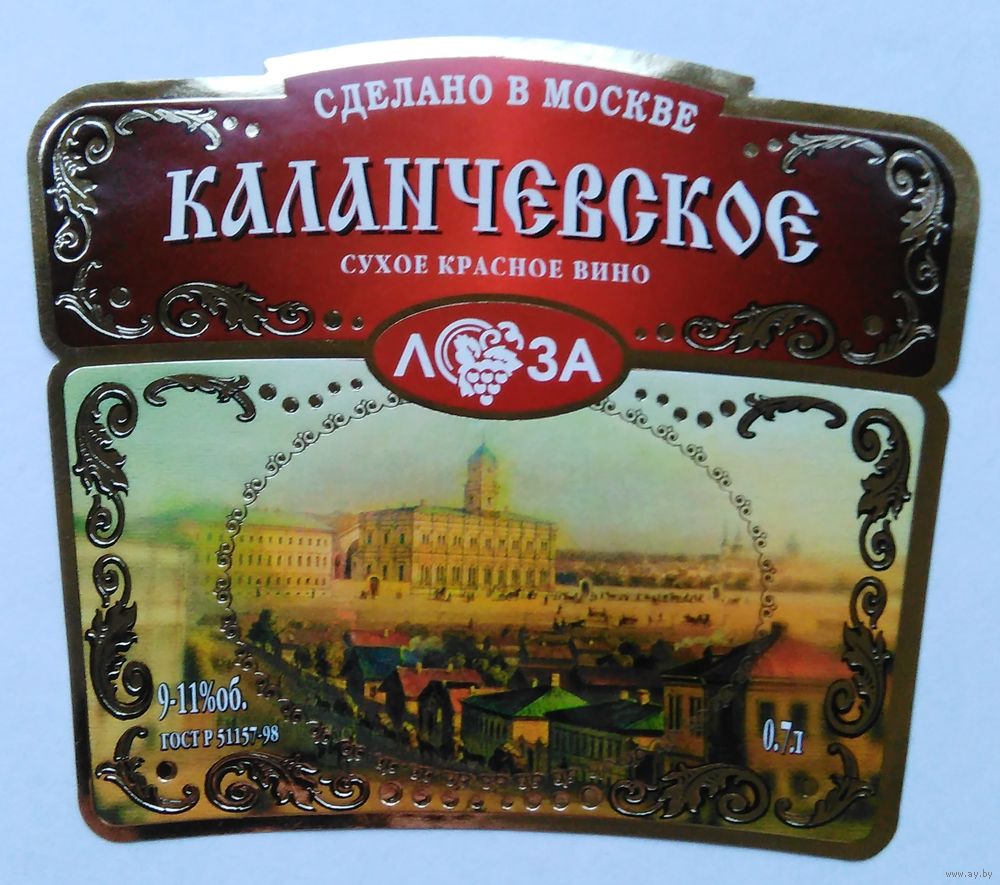 СДЕЛАНО В МОСКВЕ
КАЛАНЧЕВСКОЕ
СУХОЕ КРАСНОЕ ВИНО
ЛОЗА
9-11%об.
ГОСТ Р 51157-98
0.7л
www.ay.by